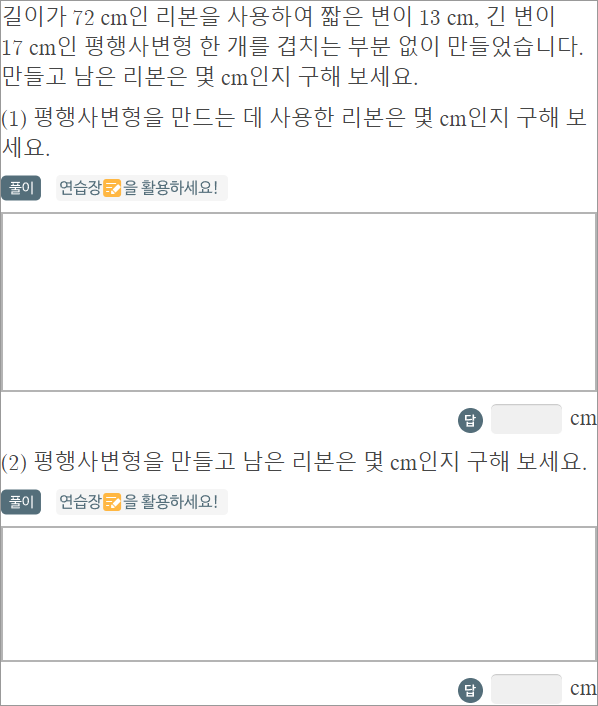 길이가 72 cm인 리본을 사용하여 짧은 변이 13 cm, 긴 변이
17 cm인 평행사변형 한 개를 겹치는 부분 없이 만들었습니다.
만들고 남은 리본은 몇 cm인지 구해 보세요.
(1) 평행사변형을 만드는 데 사용한 리본은 몇 cm인지 구해 보
세요.
풀이 연습장을 활용하세요!
답 cm
(2) 평행사변형을 만들고 남은 리본은 몇 cm인지 구해 보세요.
풀이 연습장을 활용하세요!
답 cm